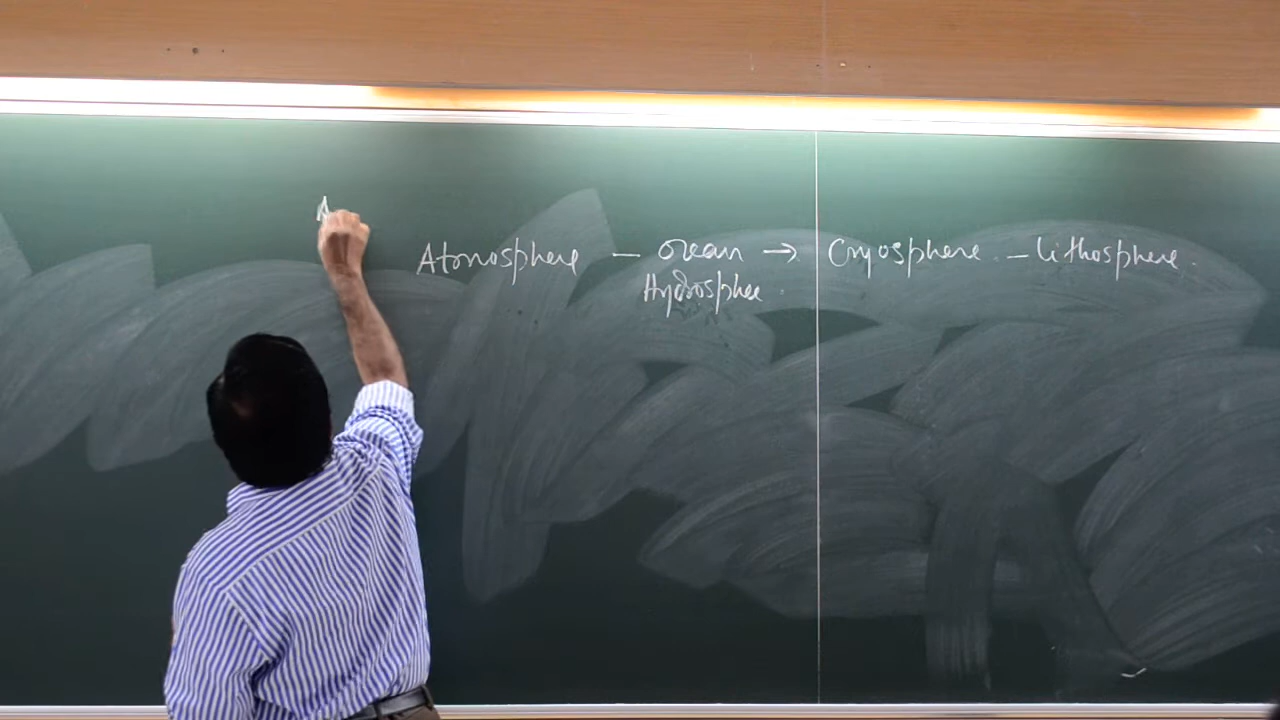 A
Atmosphere — Ocean → Cryosphere. — Lithosphere.
Hydrosphere.